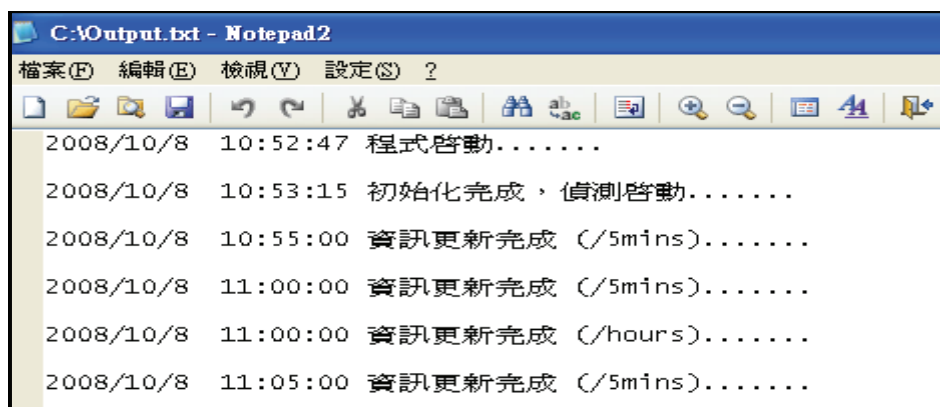 C:\Output.txt - Notepad2
檔案(F) 編輯(E) 檢視(V) 設定(S) ?
2008/10/8 10:52:47 程式啟動.......
2008/10/8 10:53:15 初始化完成，偵測啟動.......
2008/10/8 10:55:00 資訊更新完成 (/5mins).......
2008/10/8 11:00:00 資訊更新完成 (/5mins).......
2008/10/8 11:00:00 資訊更新完成 (/hours).......
2008/10/8 11:05:00 資訊更新完成 (/5mins).......